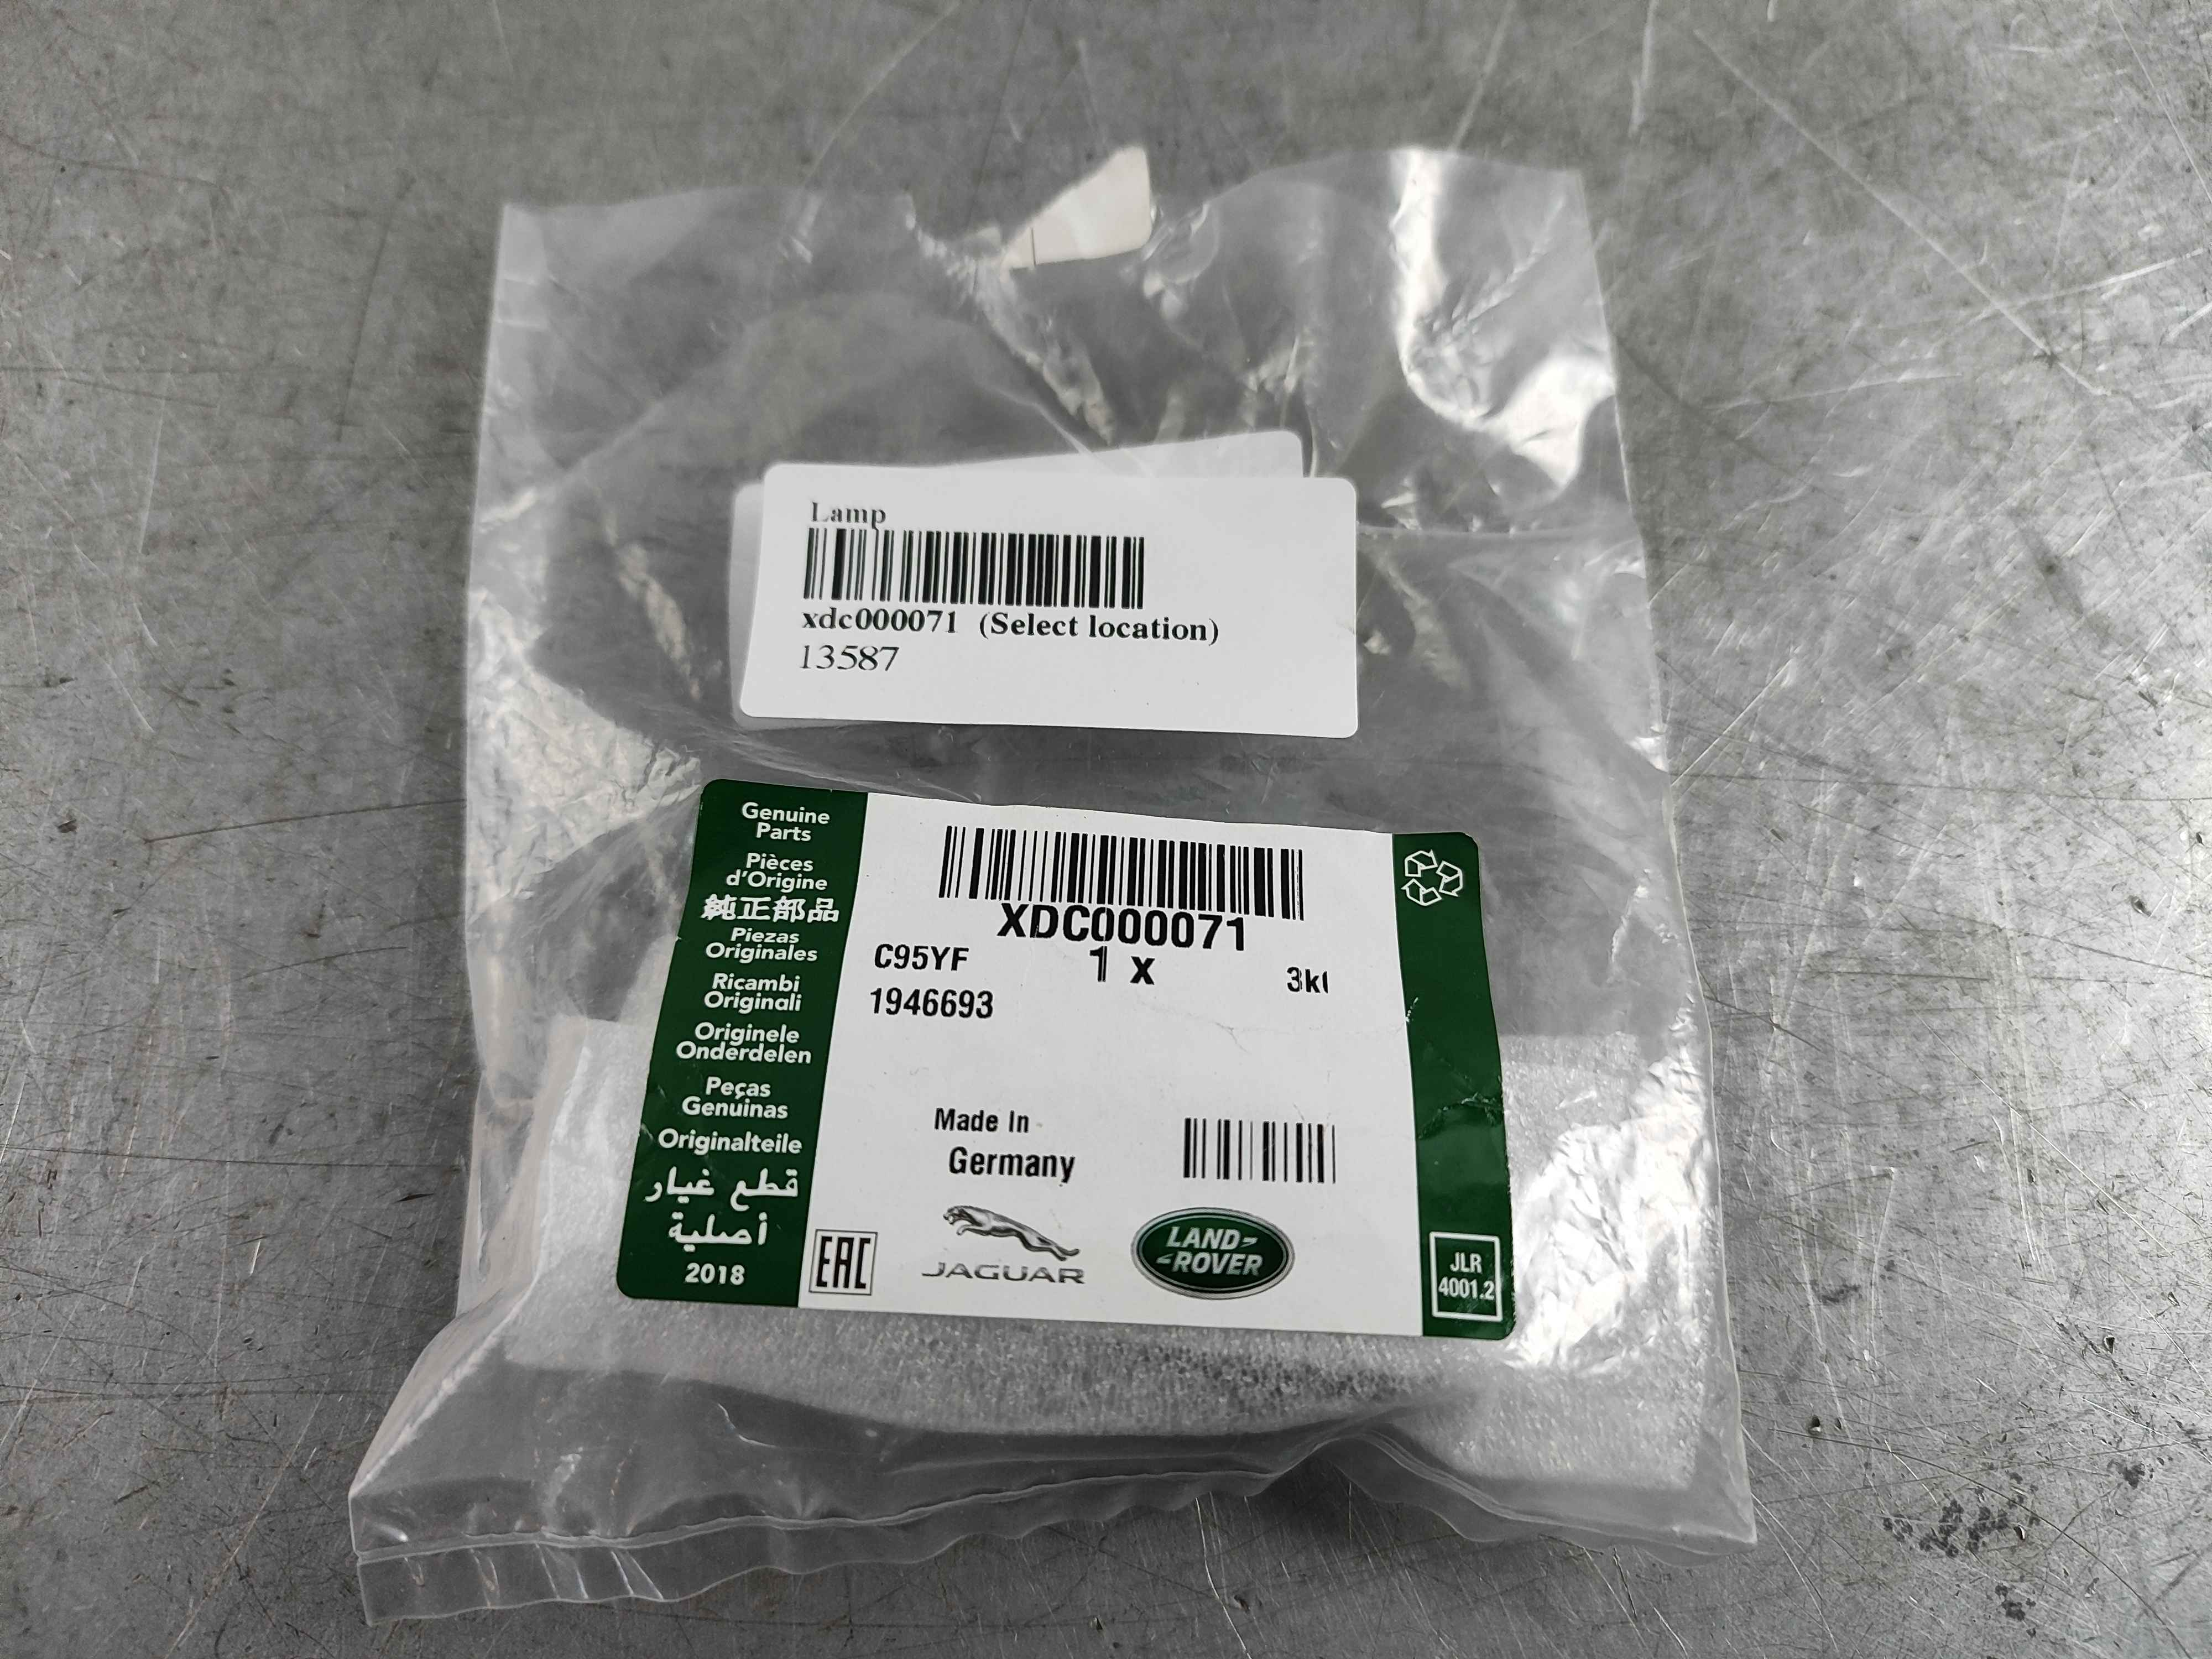 Lamp
xdc000071 (Select location)
13587
Genuine
Parts
Pièces
d'Origine
純正部品
Piezas
Originales
Ricambi
Originali
Originele
Onderdelen
Peças
Genuinas
Originalteile
قطع غيار
أصلية
2018
XDC000071
C95YF
1 x
3kt
1946693
Made In
Germany
EAC
JAGUAR
LAND-
-ROVER
JLR
4001.2